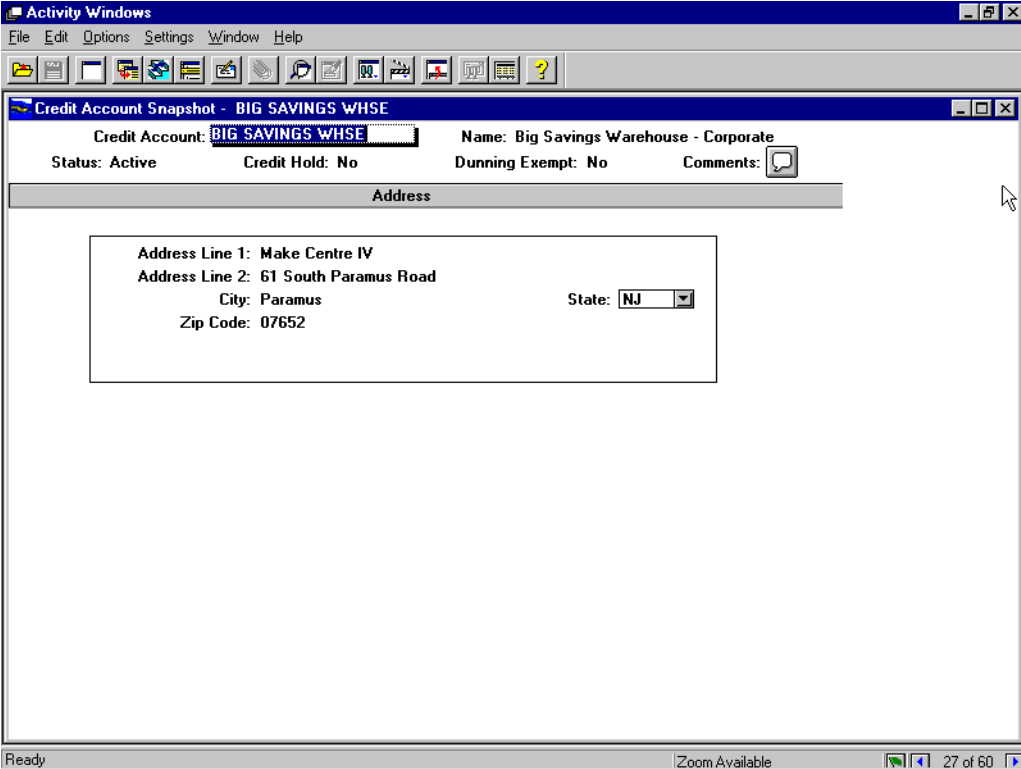 Activity Windows
File Edit Options Settings Window Help
Credit Account Snapshot - BIG SAVINGS WHSE
Credit Account: BIG SAVINGS WHSE Name: Big Savings Warehouse - Corporate
Status: Active Credit Hold: No Dunning Exempt: No Comments:
Address
Address Line 1: Make Centre IV
Address Line 2: 61 South Paramus Road
City: Paramus State: NJ
Zip Code: 07652
Ready Zoom Available 27 of 60